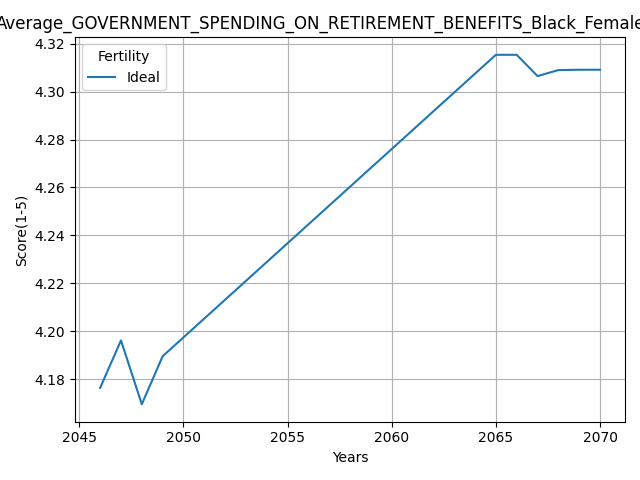 Average_GOVERNMENT_SPENDING_ON_RETIREMENT_BENEFITS_Black_Female
4.32
4.30
4.28
4.26
4.24
4.22
4.20
4.18
Score(1-5)
Fertility
Ideal
2045 2050 2055 2060 2065 2070
Years